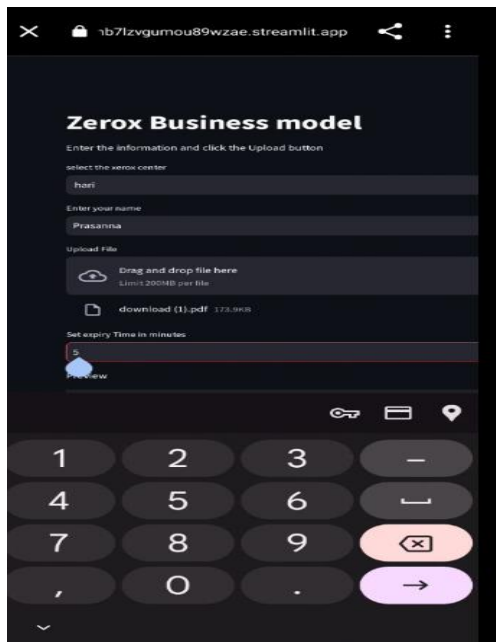 nb7lzvgumou89wzae.streamlit.app
Zerox Business model
Enter the information and click the Upload button
select the xerox center
hari
Enter your name
Prasanna
Upload File
Drag and drop file here
Limit 200MB per file
download (1).pdf 173.9KB
Set expiry Time in minutes
5
Preview
1 2 3 –
4 5 6
7 8 9
, 0 .